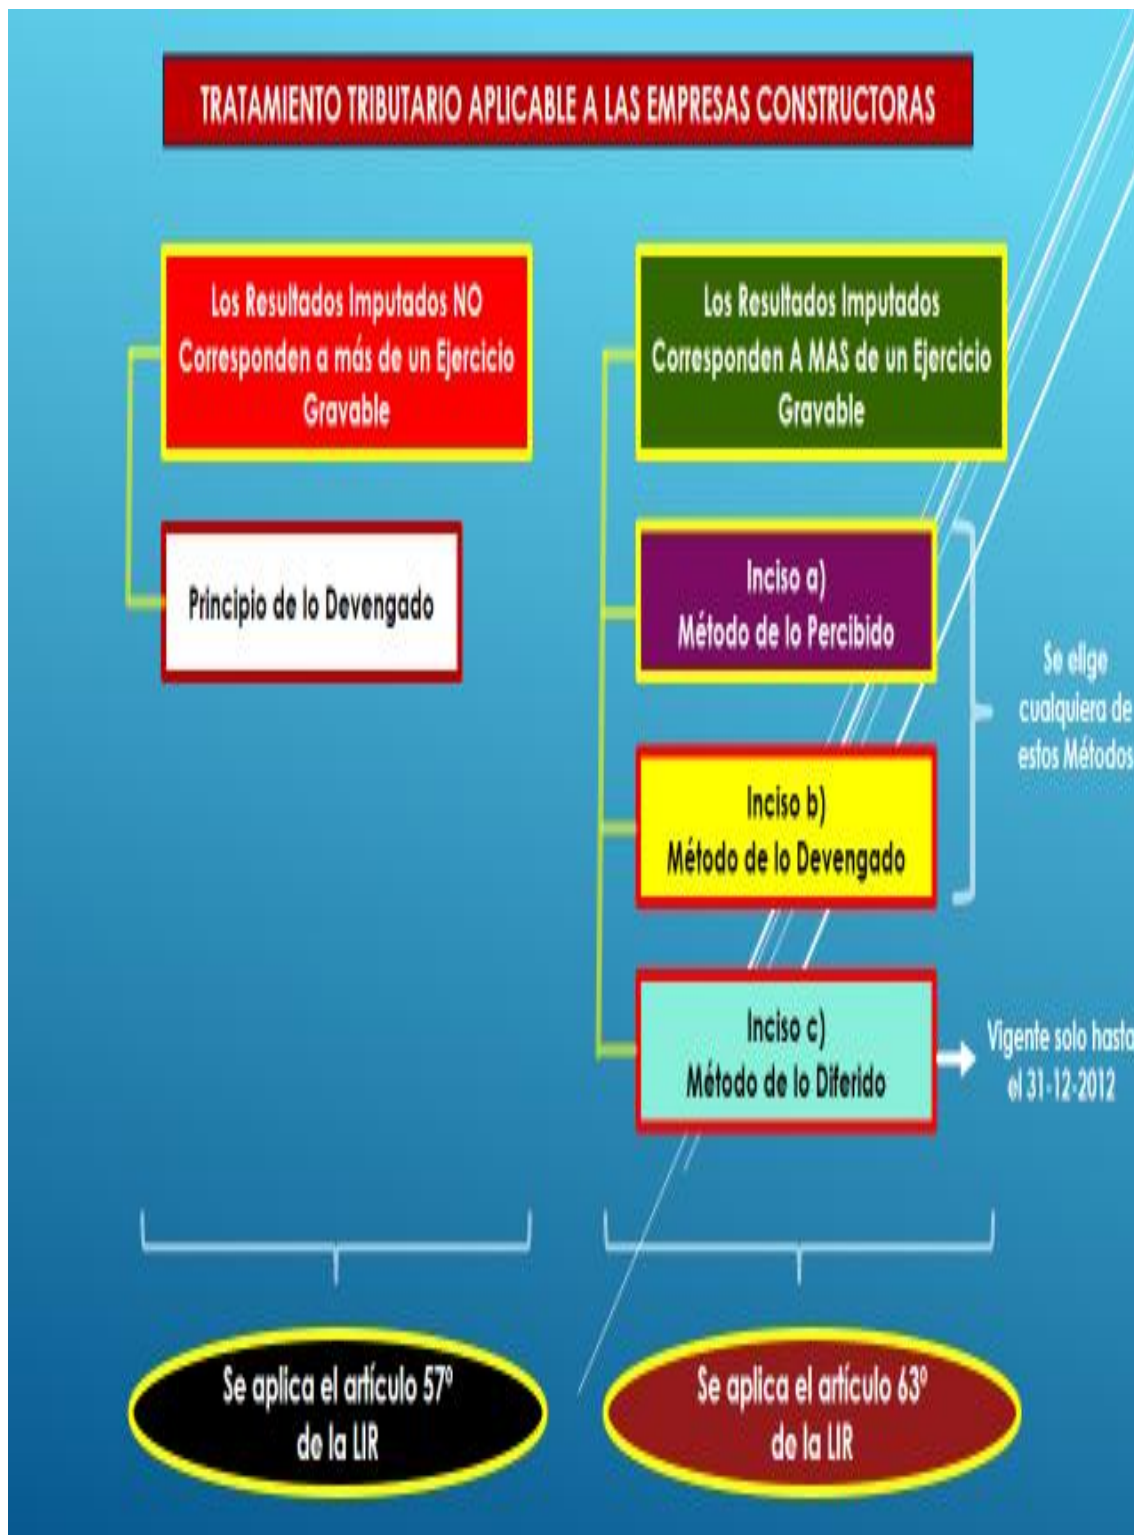 TRATAMIENTO TRIBUTARIO APLICABLE A LAS EMPRESAS CONSTRUCTORAS
Los Resultados Imputados NO
Corresponden a más de un Ejercicio
Gravable
Principio de lo Devengado
Los Resultados Imputados
Corresponden A MAS de un Ejercicio
Gravable
Inciso a)
Método de lo Percibido
Inciso b)
Método de lo Devengado
Se elige
cualquiera de
estos Métodos
Inciso c)
Método de lo Diferido
Vigente solo hasta
el 31-12-2012
Se aplica el artículo 57º
de la LIR
Se aplica el artículo 63º
de la LIR